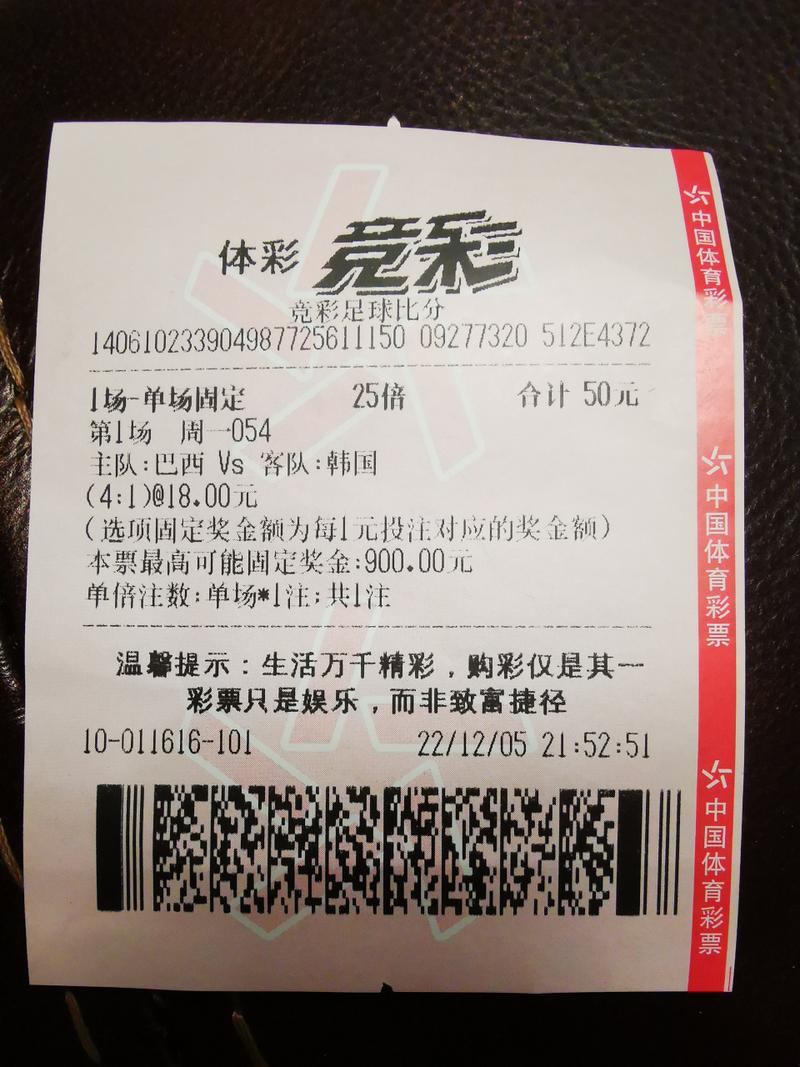 体彩 竞彩
竞彩足球比分
140610233904987725611150 09277320 512E4372
1场-单场固定 25倍 合计 50元
第1场 周一054
主队:巴西 Vs 客队:韩国
(4:1)@18.00元
(选项固定奖金额为每1元投注对应的奖金额)
本票最高可能固定奖金:900.00元
单倍注数:单场*1注;共1注
温馨提示:生活万千精彩,购彩仅是其一
彩票只是娱乐,而非致富捷径
10-011616-101 22/12/05 21:52:51
中国体育彩票
中国体育彩票
中国体育彩票